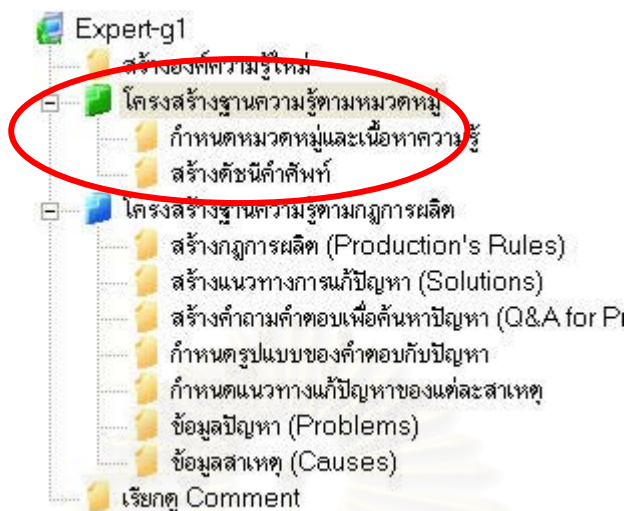 Expert-g1
สร้างองค์ความรู้ใหม่
โครงสร้างฐานความรู้ตามหมวดหมู่
กำหนดหมวดหมู่และเนื้อหาความรู้
สร้างดัชนีคำศัพท์
โครงสร้างฐานความรู้ตามกฎการผลิต
สร้างกฎการผลิต (Production's Rules)
สร้างแนวทางการแก้ปัญหา (Solutions)
สร้างคำถามคำตอบเพื่อค้นหาปัญหา (Q&A for Pr
กำหนดรูปแบบของคำตอบกับปัญหา
กำหนดแนวทางแก้ปัญหาของแต่ละสาเหตุ
ข้อมูลปัญหา (Problems)
ข้อมูลสาเหตุ (Causes)
เรียกดู Comment